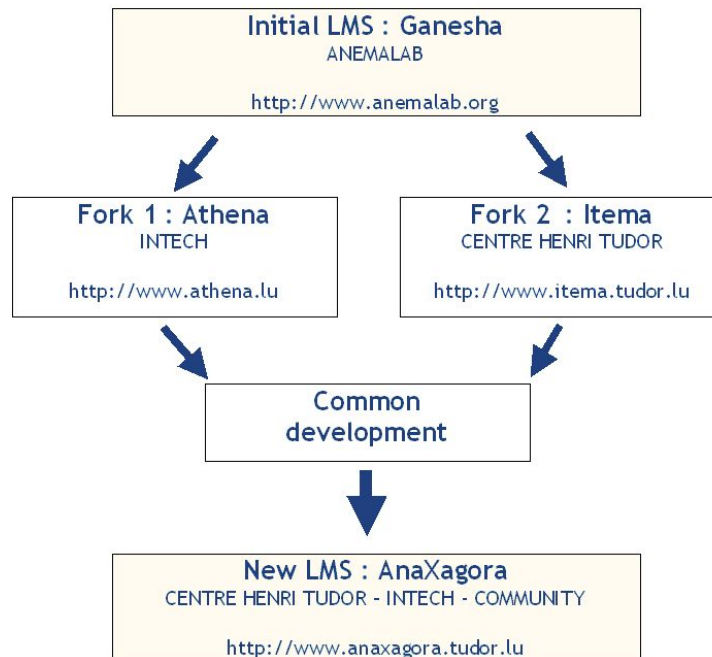 Initial LMS : Ganesha
ANEMALAB
http://www.anemalab.org
Fork 1 : Athena
INTECH
http://www.athena.lu
Fork 2 : Itema
CENTRE HENRI TUDOR
http://www.itema.tudor.lu
Common
development
New LMS : AnaXagora
CENTRE HENRI TUDOR - INTECH - COMMUNITY
http://www.anaxagora.tudor.lu